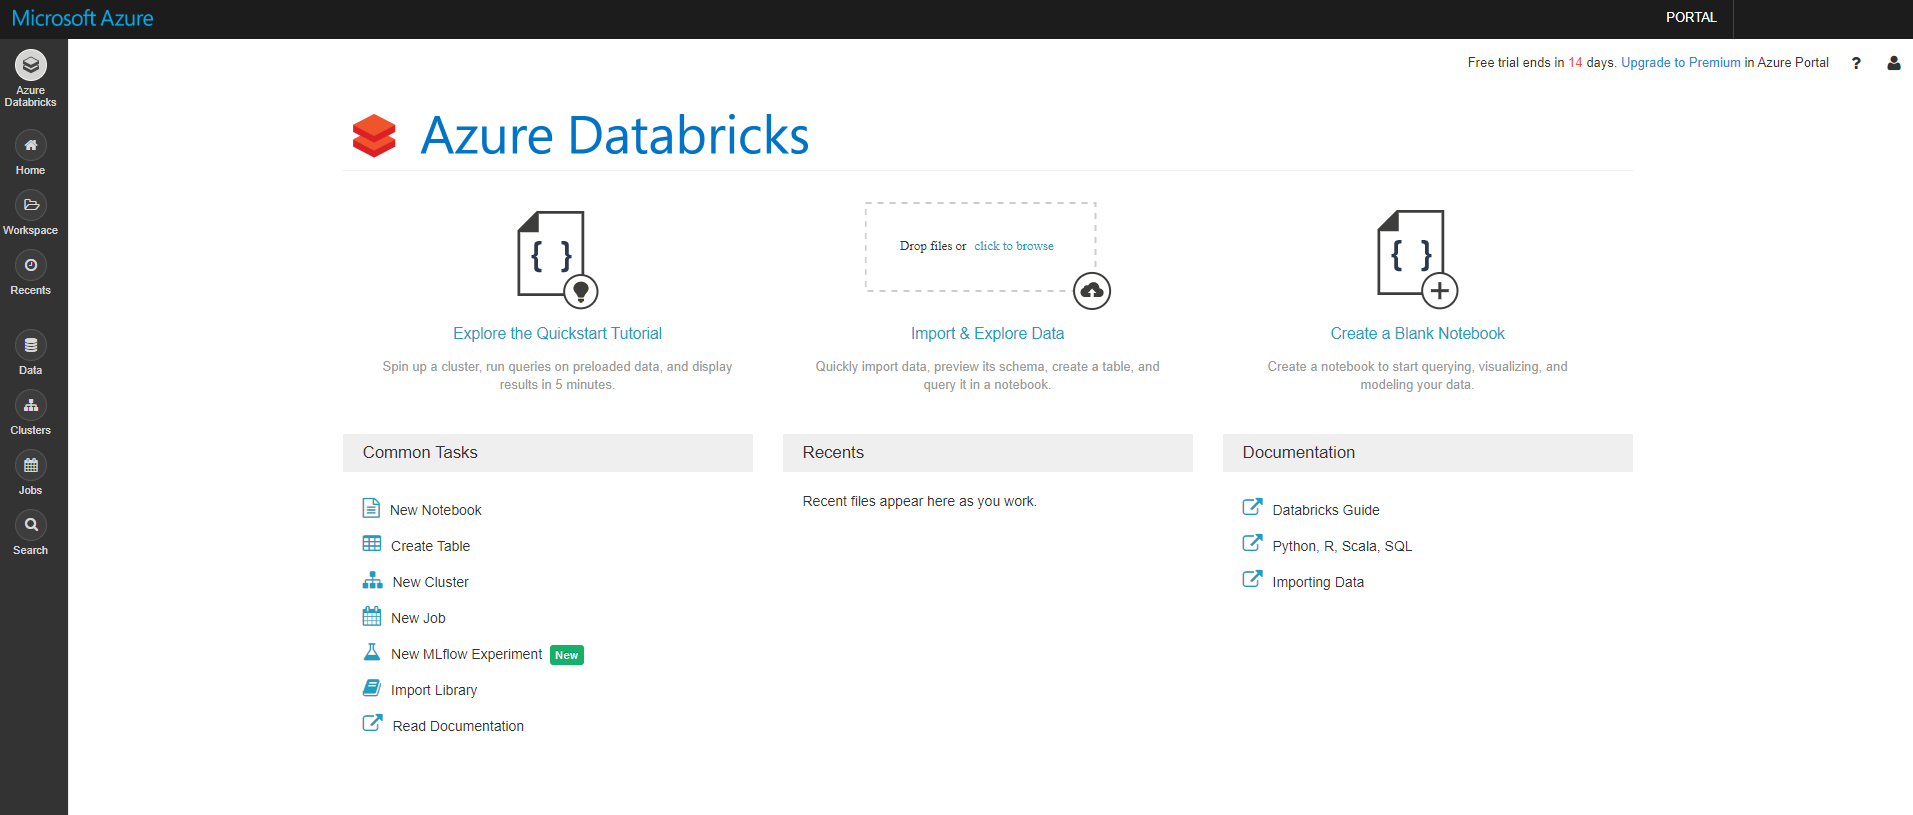 Microsoft Azure
PORTAL
Free trial ends in 14 days. Upgrade to Premium in Azure Portal
?
Azure
Databricks
Home
Workspace
Recents
Data
Clusters
Jobs
Search
Azure Databricks
{ }
Explore the Quickstart Tutorial
Spin up a cluster, run queries on preloaded data, and display
results in 5 minutes.
Drop files or click to browse
Import & Explore Data
Quickly import data, preview its schema, create a table, and
query it in a notebook.
{ }
Create a Blank Notebook
Create a notebook to start querying, visualizing, and
modeling your data.
Common Tasks
New Notebook
Create Table
New Cluster
New Job
New MLflow Experiment New
Import Library
Read Documentation
Recents
Recent files appear here as you work.
Documentation
Databricks Guide
Python, R, Scala, SQL
Importing Data